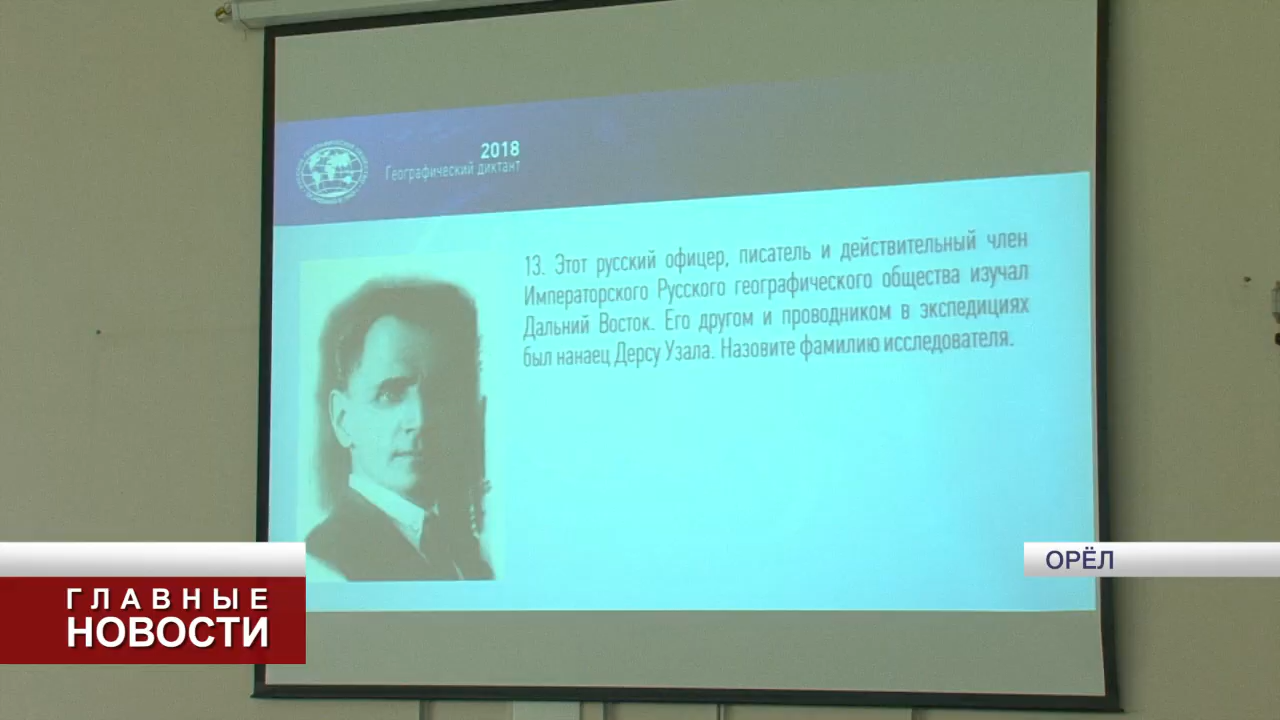 2018
Географический диктант
13. Этот русский офицер, писатель и действительный член
Императорского Русского географического общества изучал
Дальний Восток. Его другом и проводником в экспедициях
был нанаец Дерсу Узала. Назовите фамилию исследователя.
ОРЁЛ
ГЛАВНЫЕ
НОВОСТИ